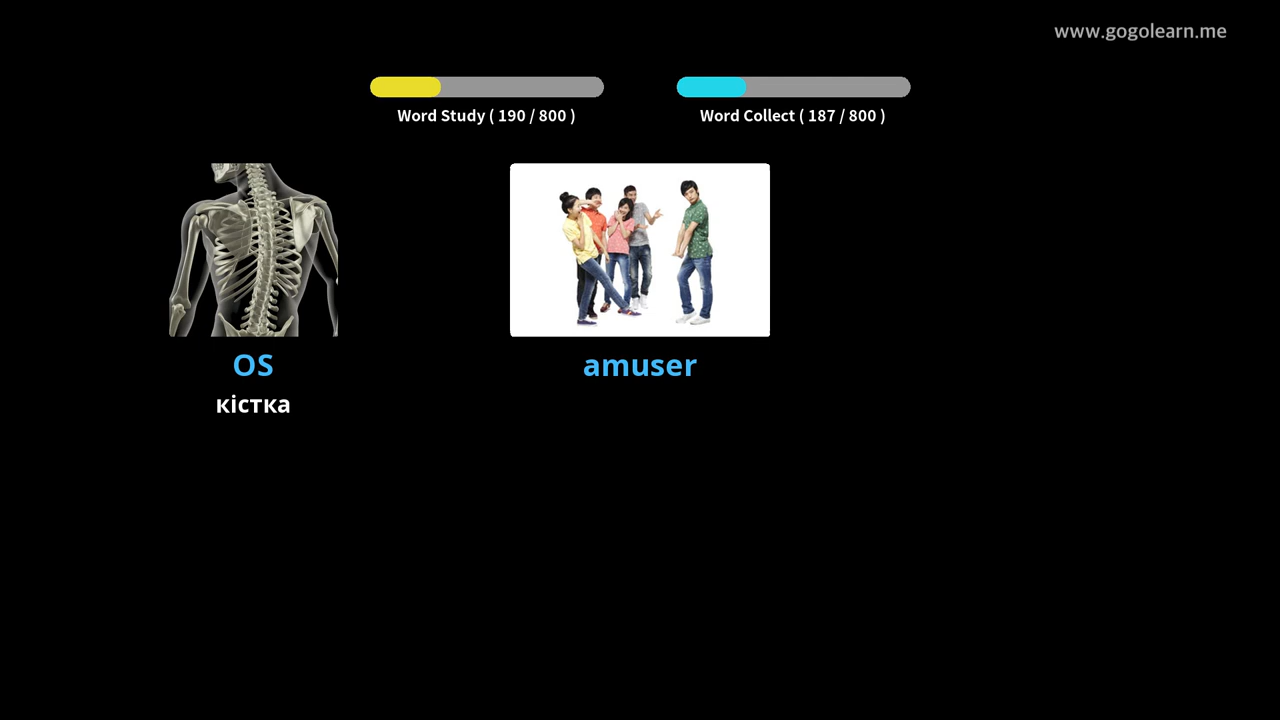 www.gogolearn.me
Word Study ( 190 / 800 )
Word Collect ( 187 / 800 )
os
кістка
amuser